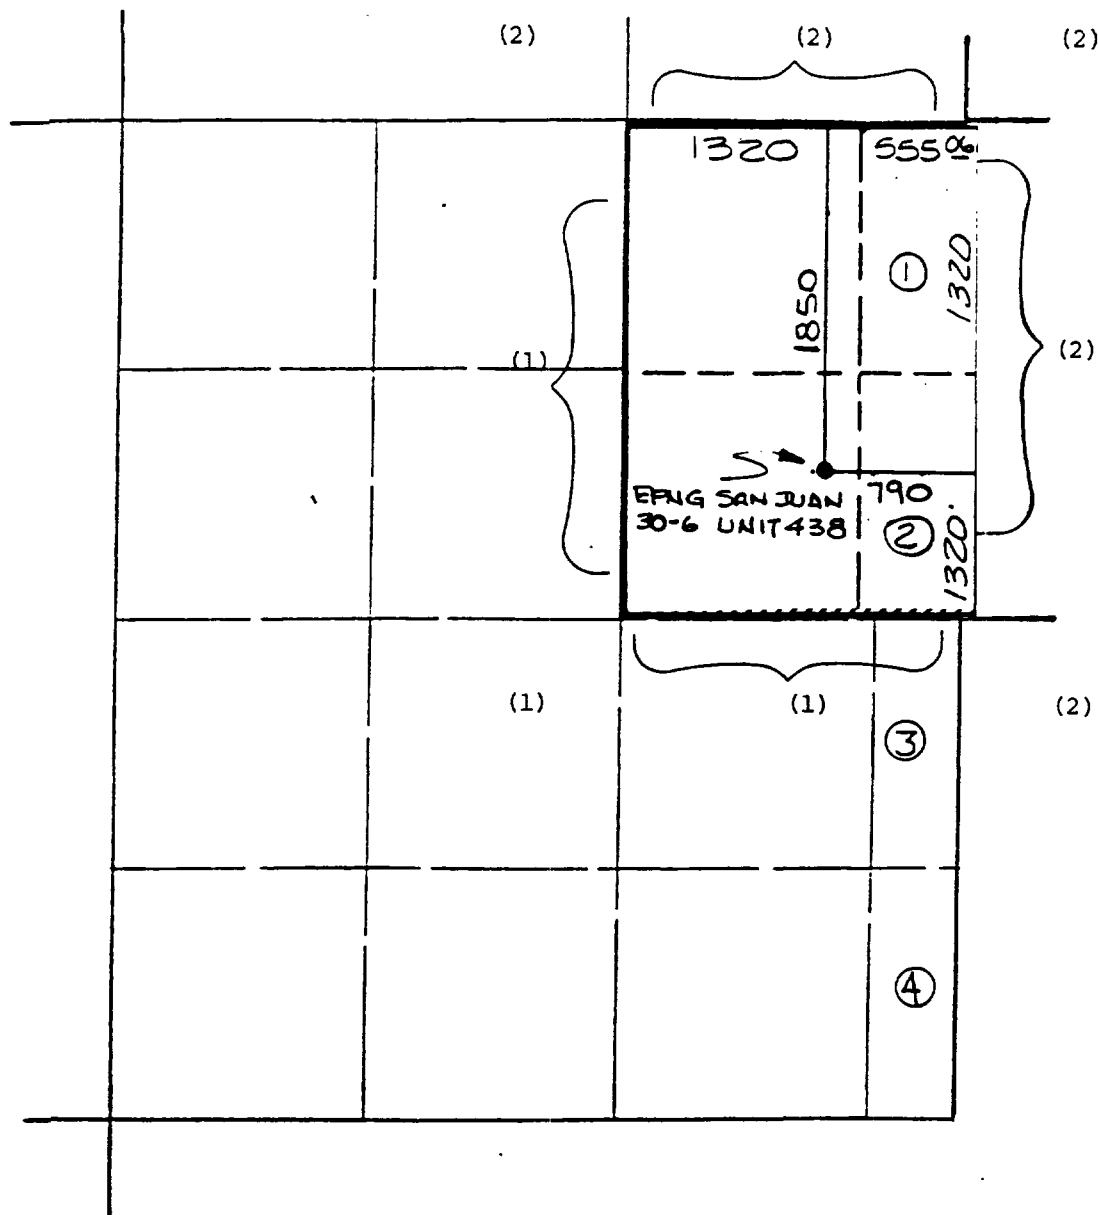 (2) (2) (2)
1320 555 06
1320
①
1850
(1) (2)
EPNG SAN JUAN
30-6 UNIT 438
790
②
1320
(1) (1) (2)
③
④